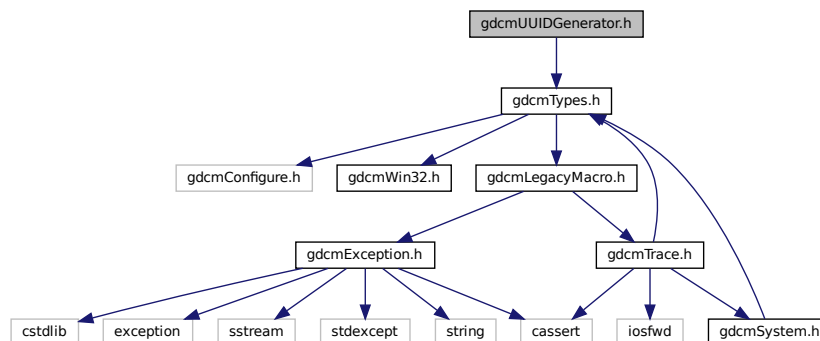 gdcmUUIDGenerator.h
gdcmTypes.h
gdcmConfigure.h
gdcmWin32.h
gdcmLegacyMacro.h
gdcmException.h
gdcmTrace.h
cstdlib
exception
sstream
stdexcept
string
cassert
iosfwd
gdcmSystem.h